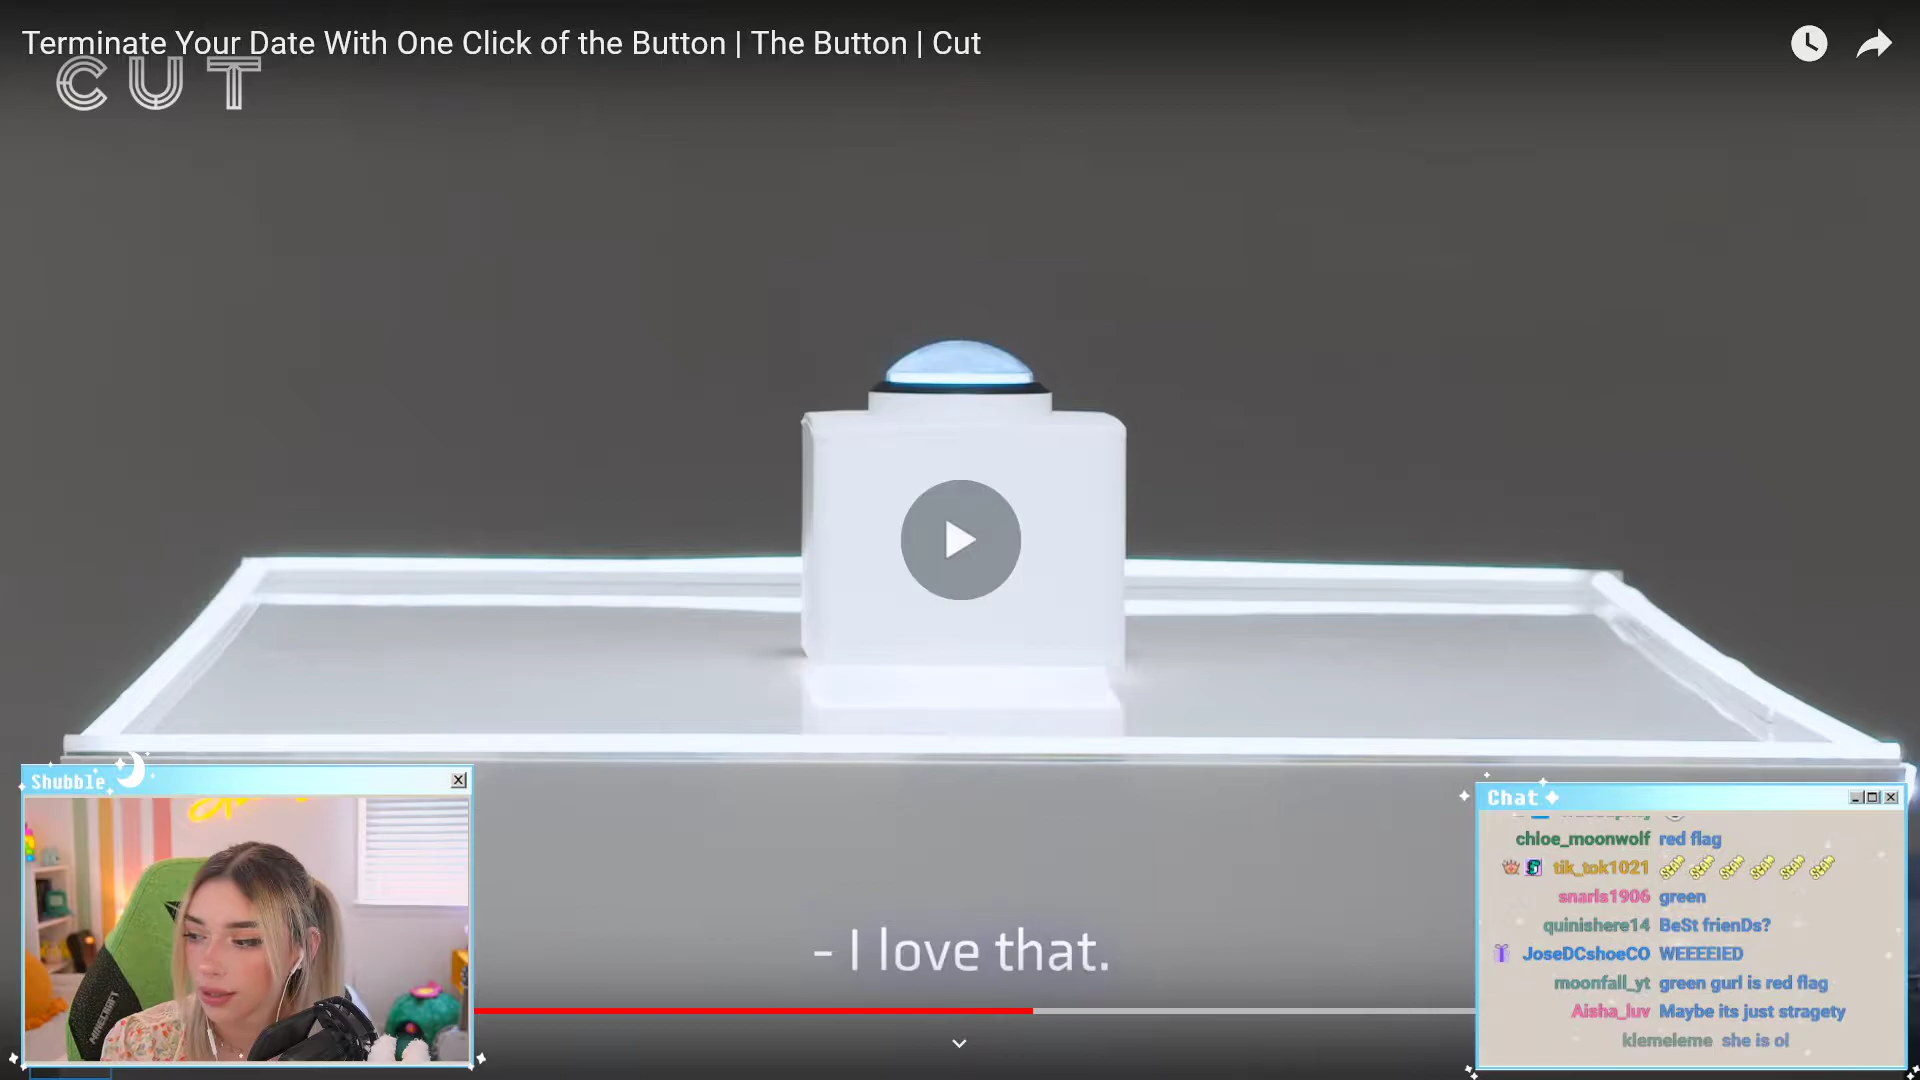 Terminate Your Date With One Click of the Button | The Button | Cut
CUT
- I love that.
Shubble
MINECRAFT
Chat
chloe_moonwolf red flag
tik_tok1021
snarls1906 green
quinishere14 BeSt frienDs?
JoseDCshoeCO WEEEEIED
moonfall_yt green gurl is red flag
Aisha_luv Maybe its just stragety
klemeleme she is ol